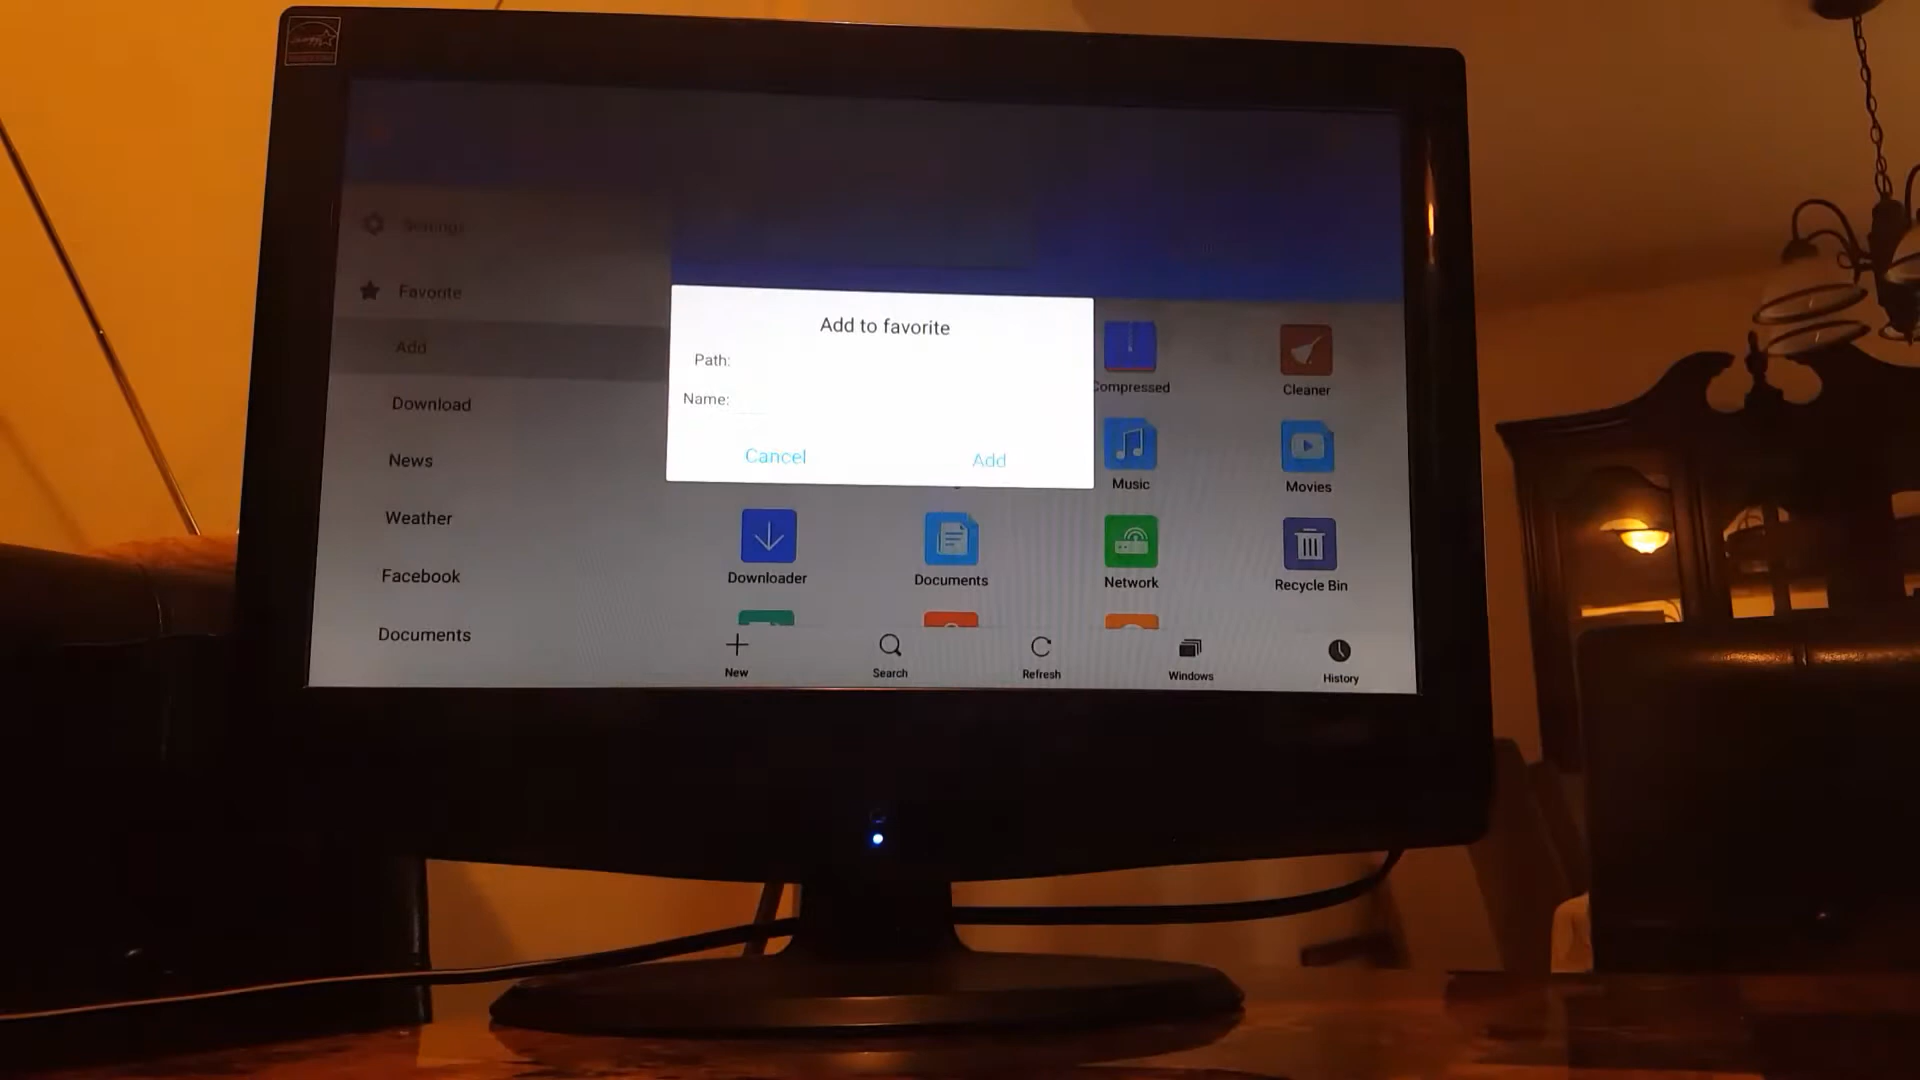 Settings
Favorite
Add
Download
News
Weather
Facebook
Documents
Add to favorite
Path:
Name:
Cancel
Add
Compressed
Cleaner
Music
Movies
Downloader
Documents
Network
Recycle Bin
New
Search
Refresh
Windows
History